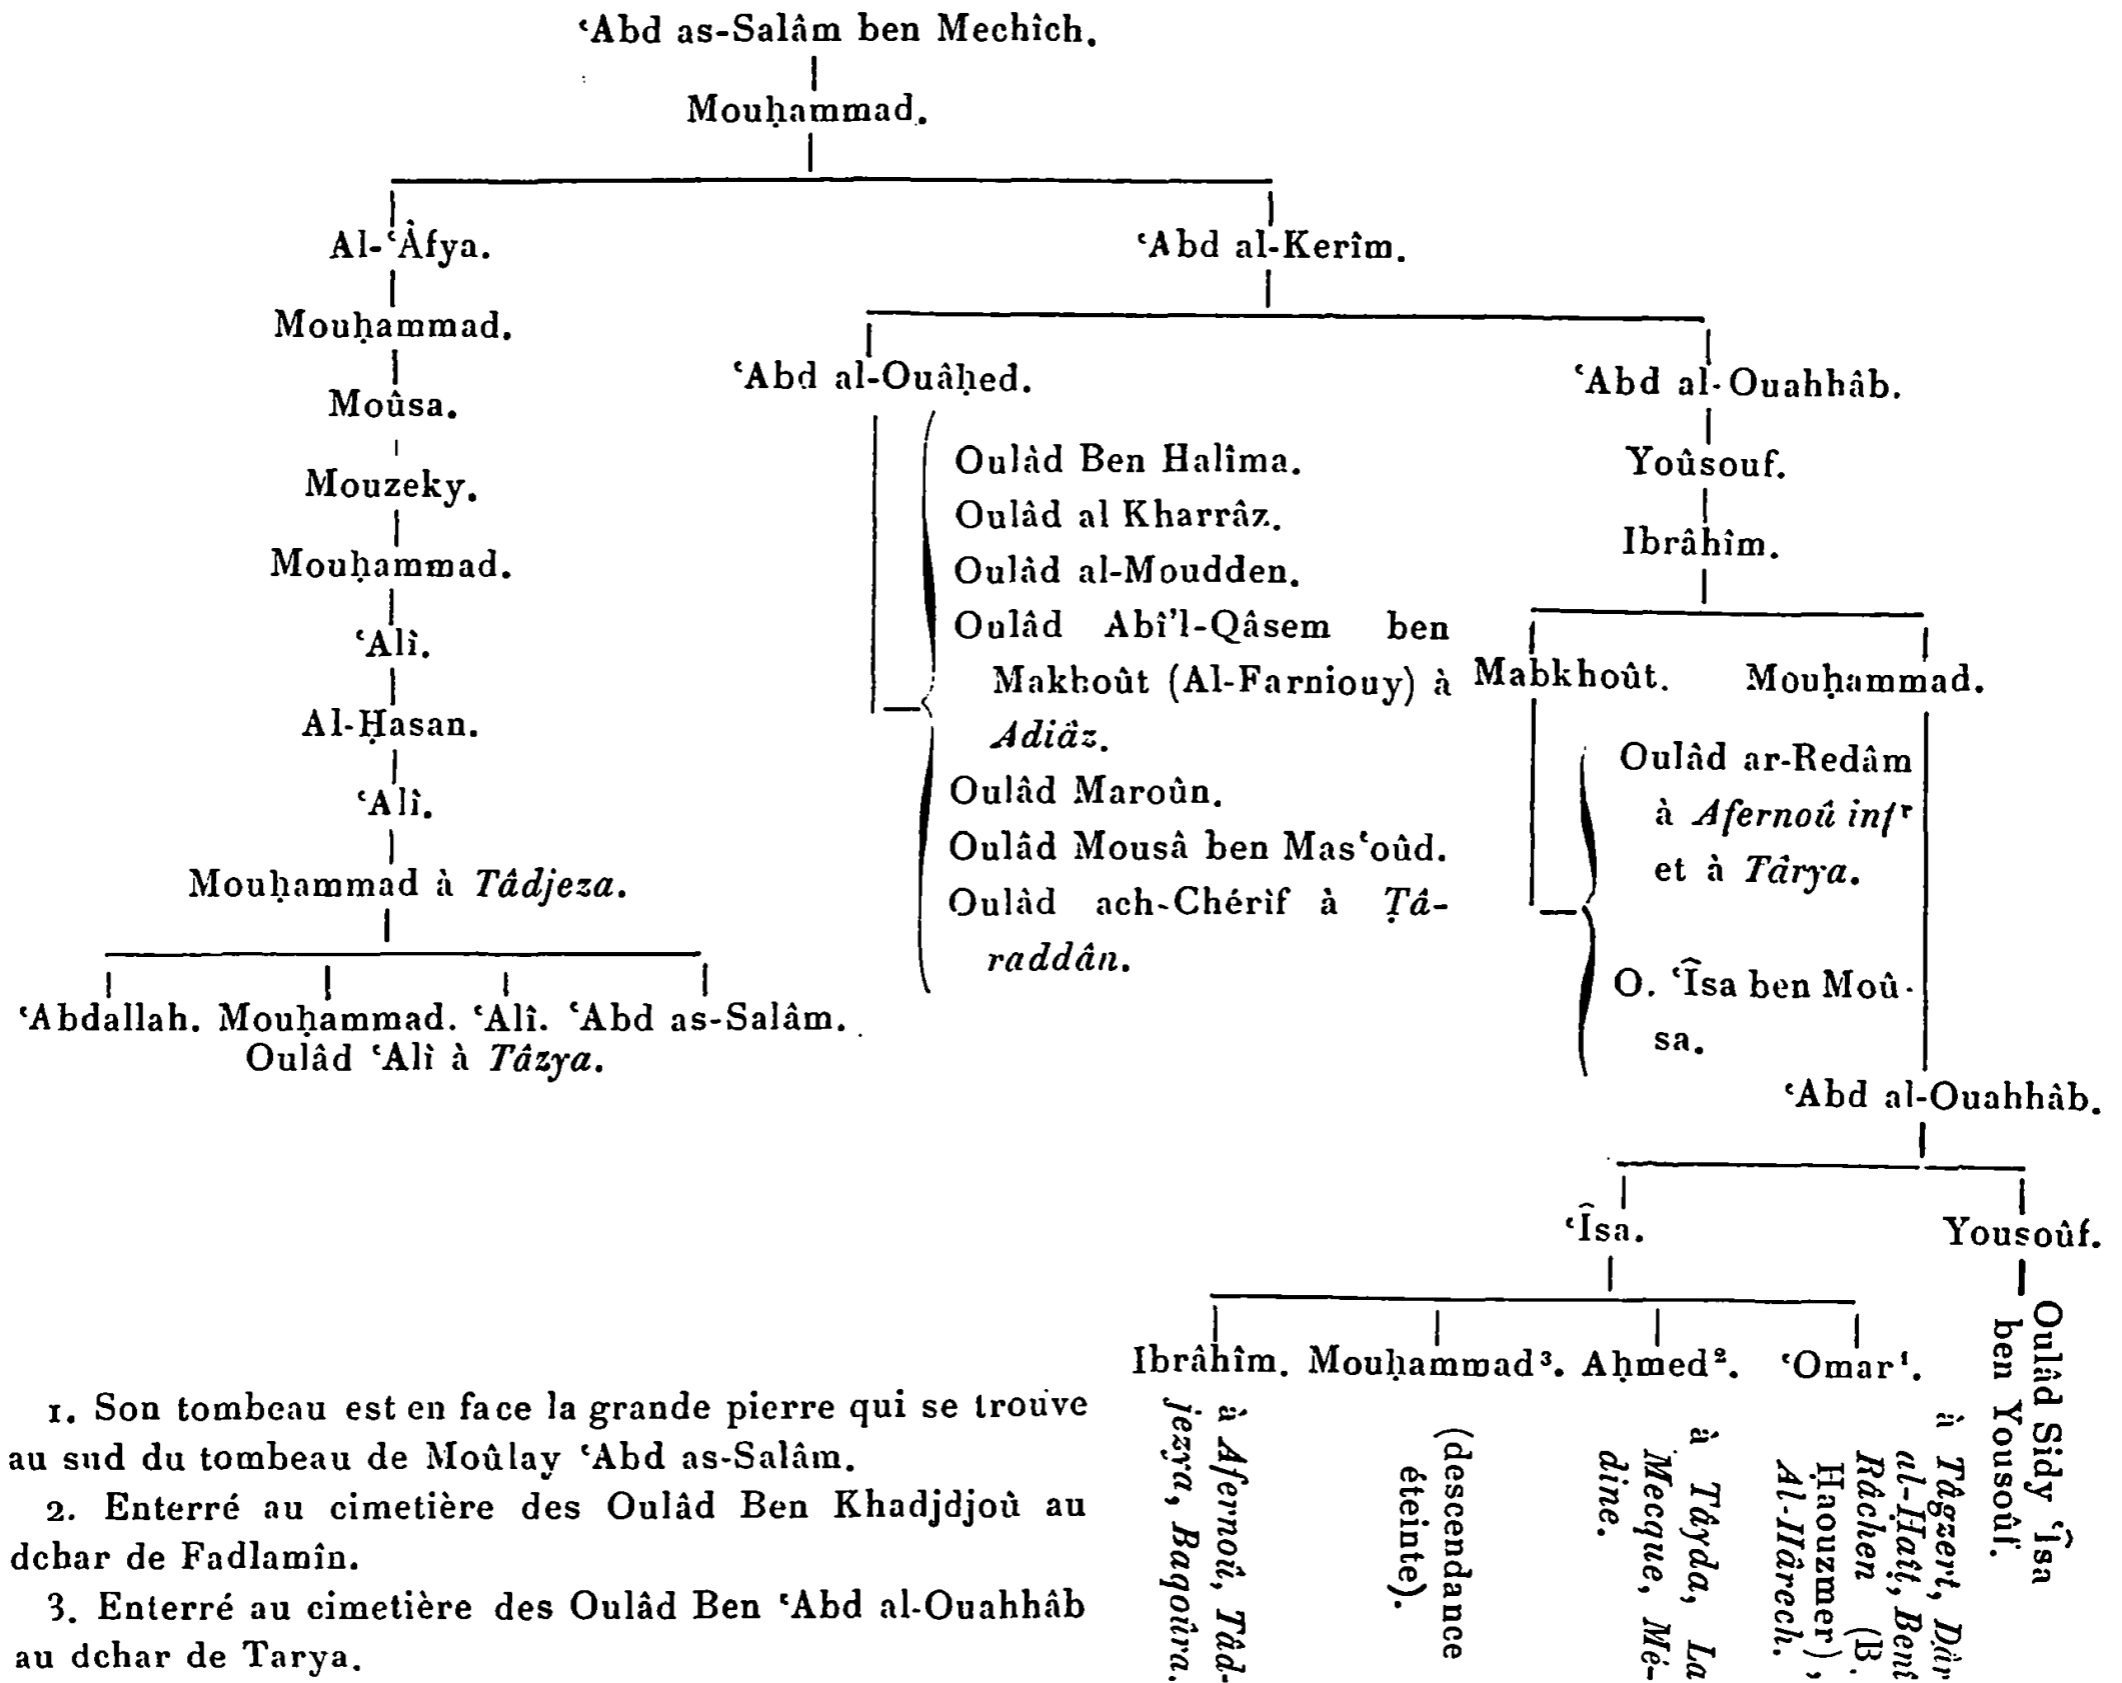 ʿAbd as-Salâm ben Mechîch.
Mouḥammad.
Al-ʿÂfya.
Mouḥammad.
Moûsa.
Mouzeky.
Mouḥammad.
ʿAlî.
Al-Ḥasan.
ʿAlî.
Mouḥammad à Tâdjeza.
ʿAbdallah. Mouḥammad. ʿAlî. ʿAbd as-Salâm.
Oulâd ʿAlì à Tâzya.
ʿAbd al-Kerîm.
ʿAbd al-Ouâḥed.
Oulâd Ben Halîma.
Oulâd al Kharrâz.
Oulâd al-Moudden.
Oulâd Abî’l-Qâsem ben
Makhoût (Al-Farniouy) à
Adiâz.
Oulâd Maroûn.
Oulâd Mousâ ben Masʿoûd.
Oulâd ach-Chérìf à Ṭâ-
raddân.
ʿAbd al-Ouahhâb.
Yoûsouf.
Ibrâhîm.
Mabkhoût.
Oulâd ar-Redâm
à Afernoû infʳ
et à Târya.
O. ʿÎsa ben Moû-
sa.
Mouḥammad.
ʿAbd al-Ouahhâb.
ʿÎsa.
Ibrâhîm. Mouḥammad³. Aḥmed². ʿOmar¹.
à Afernoû, Tâd-
jezya, Baqoûra.
(descendance
éteinte).
à Tâyda, La
Mecque, Mé-
dine.
à Tâgzert, Dâr
al-Ḥaîṭ, Benî
Râchen (B.
Ḥaouzmer),
Al-Hârech.
Yousoûf.
Oulâd Sidy ʿÎsa
ben Yousoûf.
1. Son tombeau est en face la grande pierre qui se trouve
au sud du tombeau de Moûlay ʿAbd as-Salâm.
2. Enterré au cimetière des Oulâd Ben Khadjdjoû au
dchar de Fadlamîn.
3. Enterré au cimetière des Oulâd Ben ʿAbd al-Ouahhâb
au dchar de Tarya.